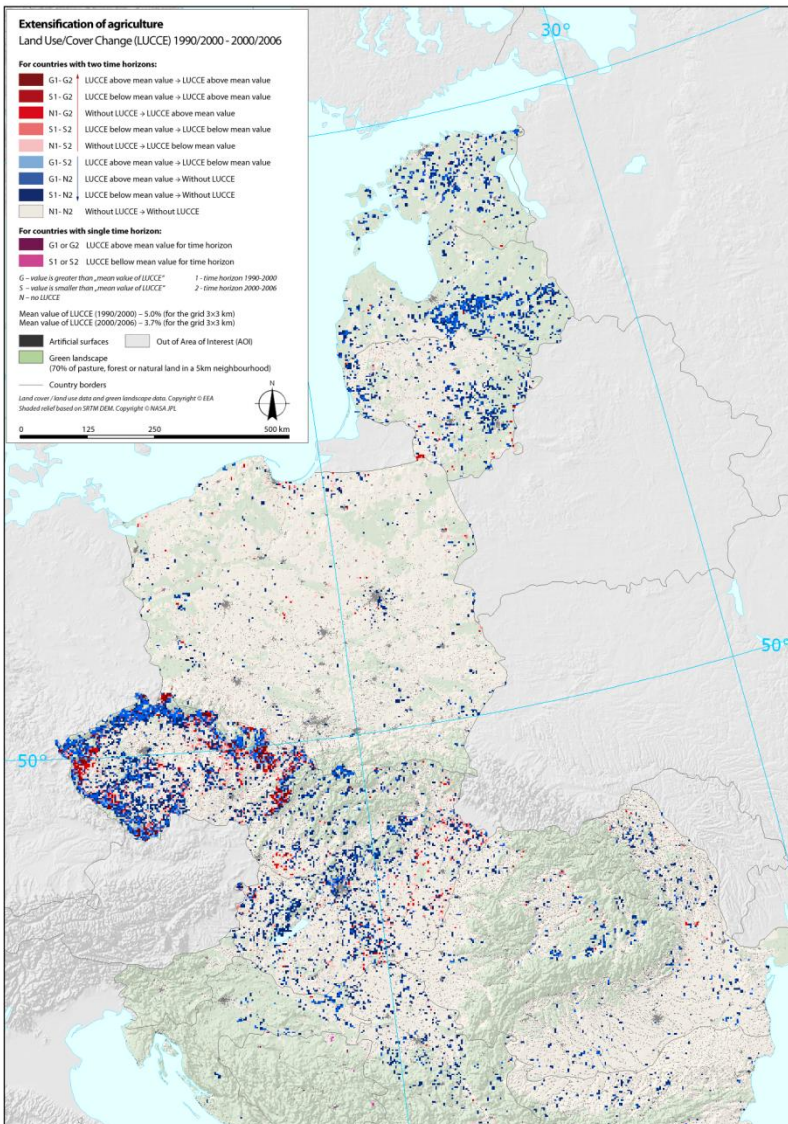 Extensification of agriculture
Land Use/Cover Change (LUCCE) 1990/2000 - 2000/2006
For countries with two time horizons:
G1- G2 LUCCE above mean value → LUCCE above mean value
S1 - G2 LUCCE below mean value → LUCCE above mean value
N1- G2 Without LUCCE → LUCCE above mean value
S1 - S2 LUCCE below mean value → LUCCE below mean value
N1 - S2 Without LUCCE → LUCCE below mean value
G1- S2 LUCCE above mean value → LUCCE below mean value
G1- N2 LUCCE above mean value → Without LUCCE
S1- N2 LUCCE below mean value → Without LUCCE
N1- N2 Without LUCCE → Without LUCCE
For countries with single time horizon:
G1 or G2 LUCCE above mean value for time horizon
S1 or S2 LUCCE bellow mean value for time horizon
G – value is greater than „mean value of LUCCE“ 1 - time horizon 1990-2000
S – value is smaller than „mean value of LUCCE“ 2 - time horizon 2000-2006
N – no LUCCE
Mean value of LUCCE (1990/2000) – 5.0% (for the grid 3×3 km)
Mean value of LUCCE (2000/2006) – 3.7% (for the grid 3×3 km)
Artificial surfaces Out of Area of Interest (AOI)
Green landscape
(70% of pasture, forest or natural land in a 5km neighbourhood)
Country borders
N
Land cover / land use data and green landscape data. Copyright © EEA
Shaded relief based on SRTM DEM. Copyright © NASA JPL
0 125 250 500 km
30°
50°
50°